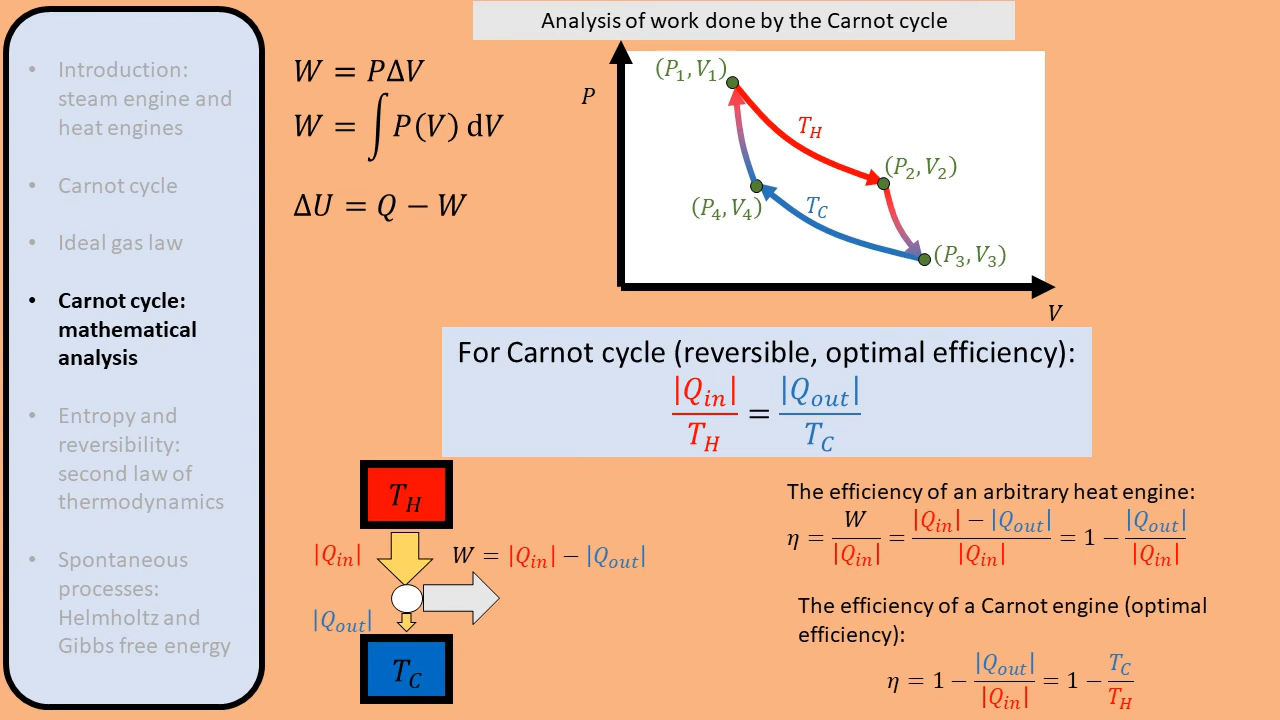 Analysis of work done by the Carnot cycle
• Introduction:
steam engine and
heat engines
• Carnot cycle
• Ideal gas law
• Carnot cycle:
mathematical
analysis
• Entropy and
reversibility:
second law of
thermodynamics
• Spontaneous
processes:
Helmholtz and
Gibbs free energy
W = PΔV
W = ∫ P(V) dV
ΔU = Q − W
P
(P₁, V₁)
T_H
(P₂, V₂)
(P₄, V₄)
T_C
(P₃, V₃)
V
For Carnot cycle (reversible, optimal efficiency):
|Q_in| / T_H = |Q_out| / T_C
T_H
|Q_in|
W = |Q_in| − |Q_out|
|Q_out|
T_C
The efficiency of an arbitrary heat engine:
η = W / |Q_in| = (|Q_in| − |Q_out|) / |Q_in| = 1 − |Q_out| / |Q_in|
The efficiency of a Carnot engine (optimal
efficiency):
η = 1 − |Q_out| / |Q_in| = 1 − T_C / T_H